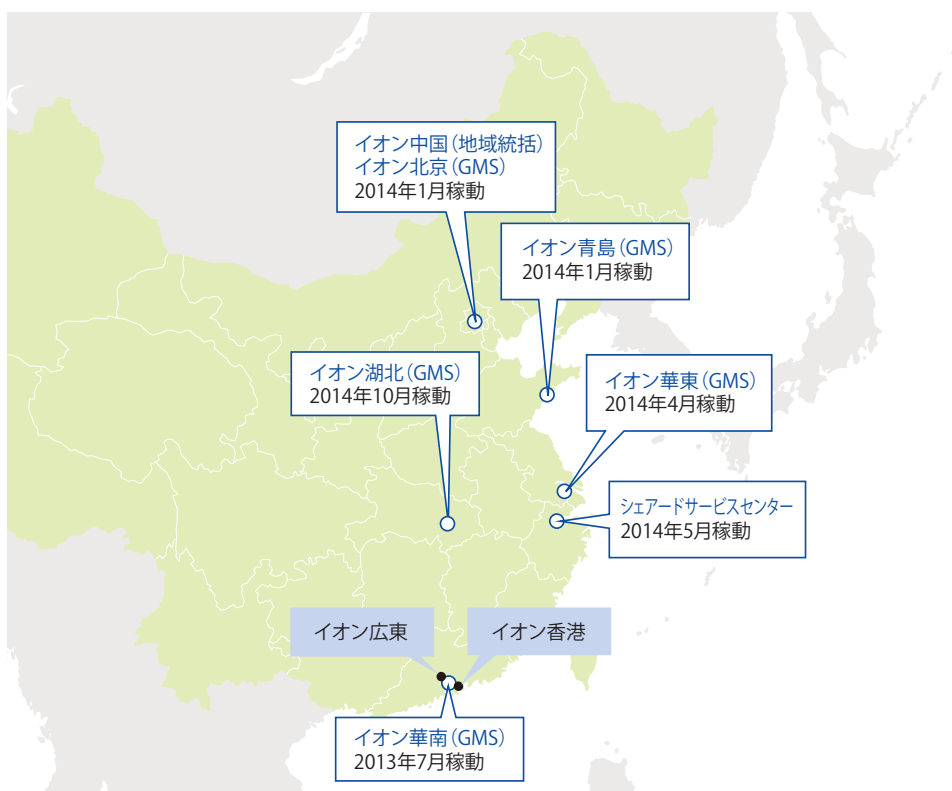 イオン中国（地域統括）
イオン北京（GMS）
2014年1月稼動
イオン青島（GMS）
2014年1月稼動
イオン湖北（GMS）
2014年10月稼動
イオン華東（GMS）
2014年4月稼動
シェアードサービスセンター
2014年5月稼動
イオン広東
イオン香港
イオン華南（GMS）
2013年7月稼動